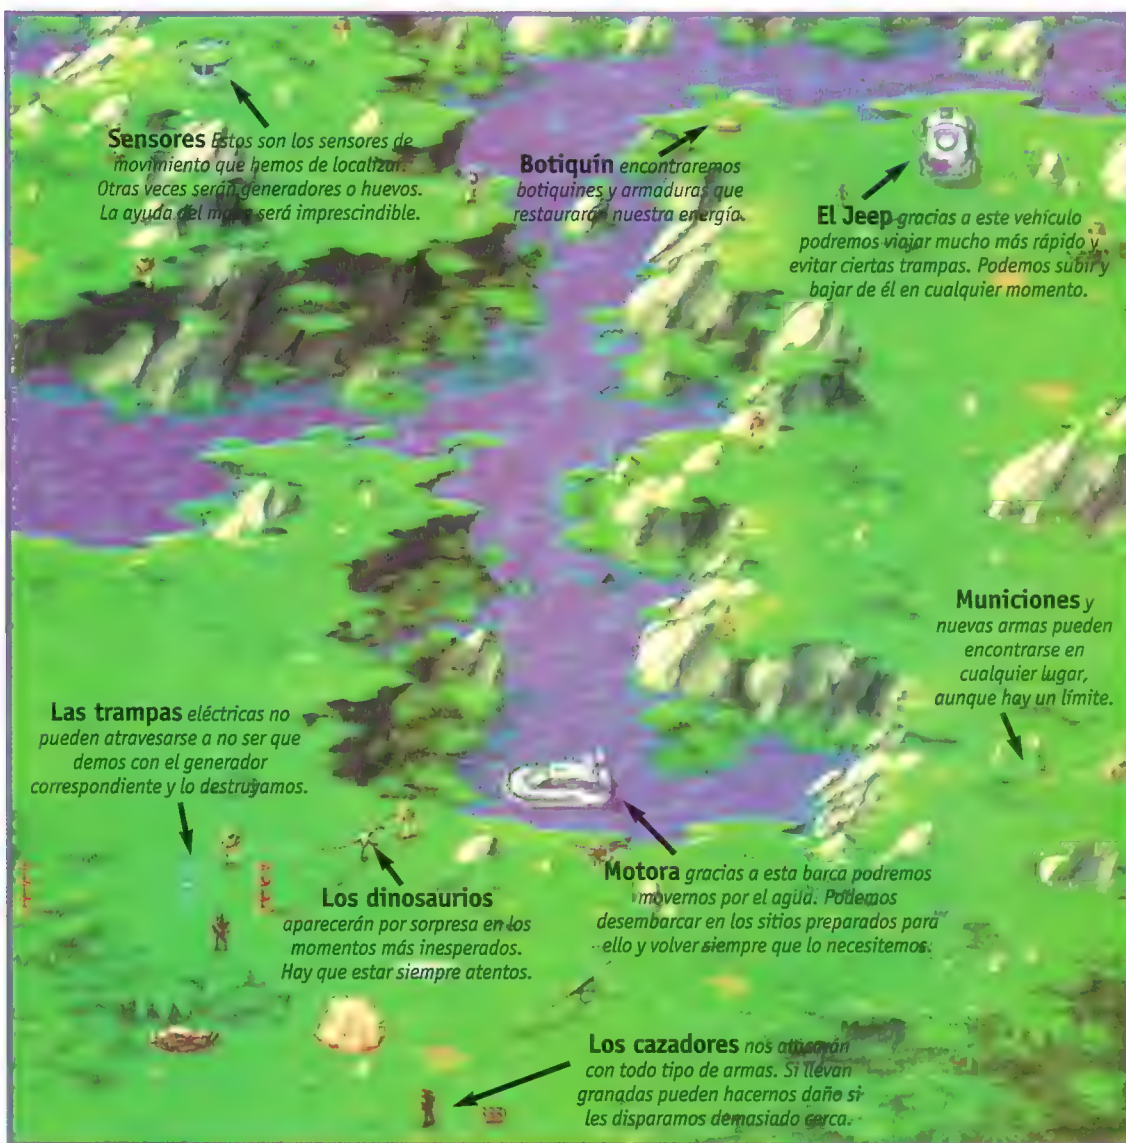 Sensores Estos son los sensores de
movimiento que hemos de localizar.
Otras veces serán generadores o huevos.
La ayuda del mapa será imprescindible.
Botiquín encontraremos
botiquines y armaduras que
restaurarán nuestra energía.
El Jeep gracias a este vehículo
podremos viajar mucho más rápido y
evitar ciertas trampas. Podemos subir y
bajar de él en cualquier momento.
Municiones y
nuevas armas pueden
encontrarse en
cualquier lugar,
aunque hay un límite.
Las trampas eléctricas no
pueden atravesarse a no ser que
demos con el generador
correspondiente y lo destruyamos.
Los dinosaurios
aparecerán por sorpresa en los
momentos más inesperados.
Hay que estar siempre atentos.
Motora gracias a esta barca podremos
movernos por el agua. Podemos
desembarcar en los sitios preparados para
ello y volver siempre que lo necesitemos.
Los cazadores nos atacarán
con todo tipo de armas. Si llevan
granadas pueden hacernos daño si
les disparamos demasiado cerca.